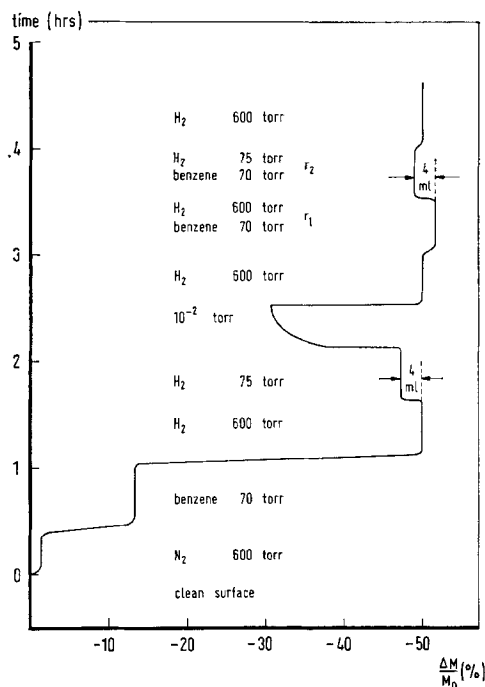 time (hrs)
5
H₂ 600 torr
4
H₂ 75 torr r₂
benzene 70 torr
4
ml
H₂ 600 torr r₁
benzene 70 torr
3
H₂ 600 torr
10⁻² torr
2
H₂ 75 torr
4
ml
H₂ 600 torr
1
benzene 70 torr
N₂ 600 torr
0
clean surface
-10 -20 -30 -40 -50
ΔM/M₀ (%)